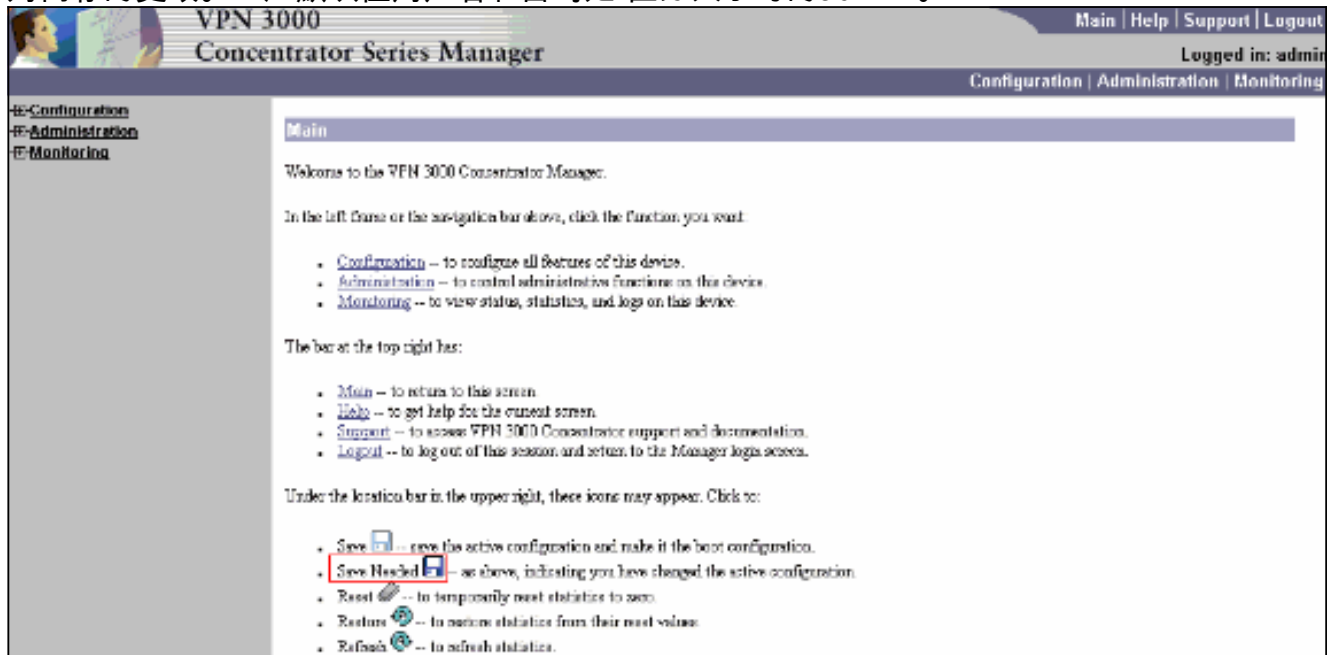 VPN 3000
Concentrator Series Manager
Main | Help | Support | Logout
Logged in: admin
Configuration | Administration | Monitoring
Configuration
Administration
Monitoring
Main
Welcome to the VPN 3000 Concentrator Manager.
In the left frame or the navigation bar above, click the function you want:
Configuration -- to configure all features of this device.
Administration -- to control administrative functions on this device.
Monitoring -- to view status, statistics, and logs on this device.
The bar at the top right has:
Main -- to return to this screen.
Help -- to get help for the current screen.
Support -- to access VPN 3000 Concentrator support and documentation.
Logout -- to log out of this session and return to the Manager login screen.
Under the location bar in the upper right, these icons may appear. Click to:
Save -- save the active configuration and make it the boot configuration.
Save Needed -- as above, indicating you have changed the active configuration.
Reset -- to temporarily reset statistics to zero.
Restore -- to restore statistics from their reset values.
Refresh -- to refresh statistics.